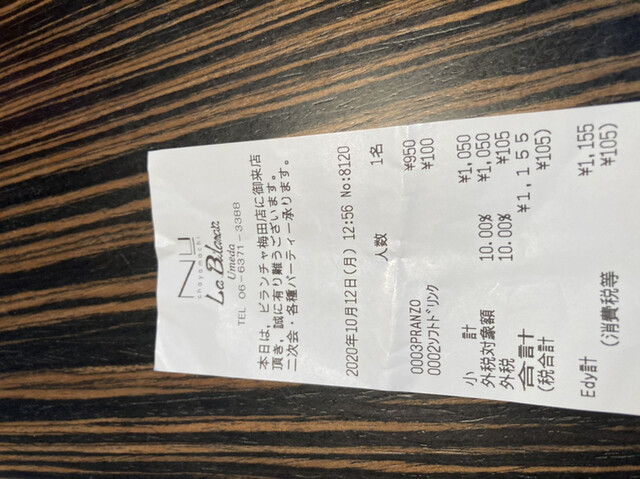 NU
chayamachi
La Bilancia
Umeda
TEL 06-6371-3388
本日は、ビランチャ梅田店に御来店
頂き、誠に有り難うございます。
二次会・各種パーティー承ります。
2020年10月12日(月) 12:56 No:8120
人数 1名
0003PRANZO ¥950
0002ソフトドリンク ¥100
小 計 ¥1,050
外税対象額 10.00% ¥1,050
外税 10.00% ¥105
合計 ¥1,155
(税合計 ¥105)
Edy計 ¥1,155
(消費税等 ¥105)